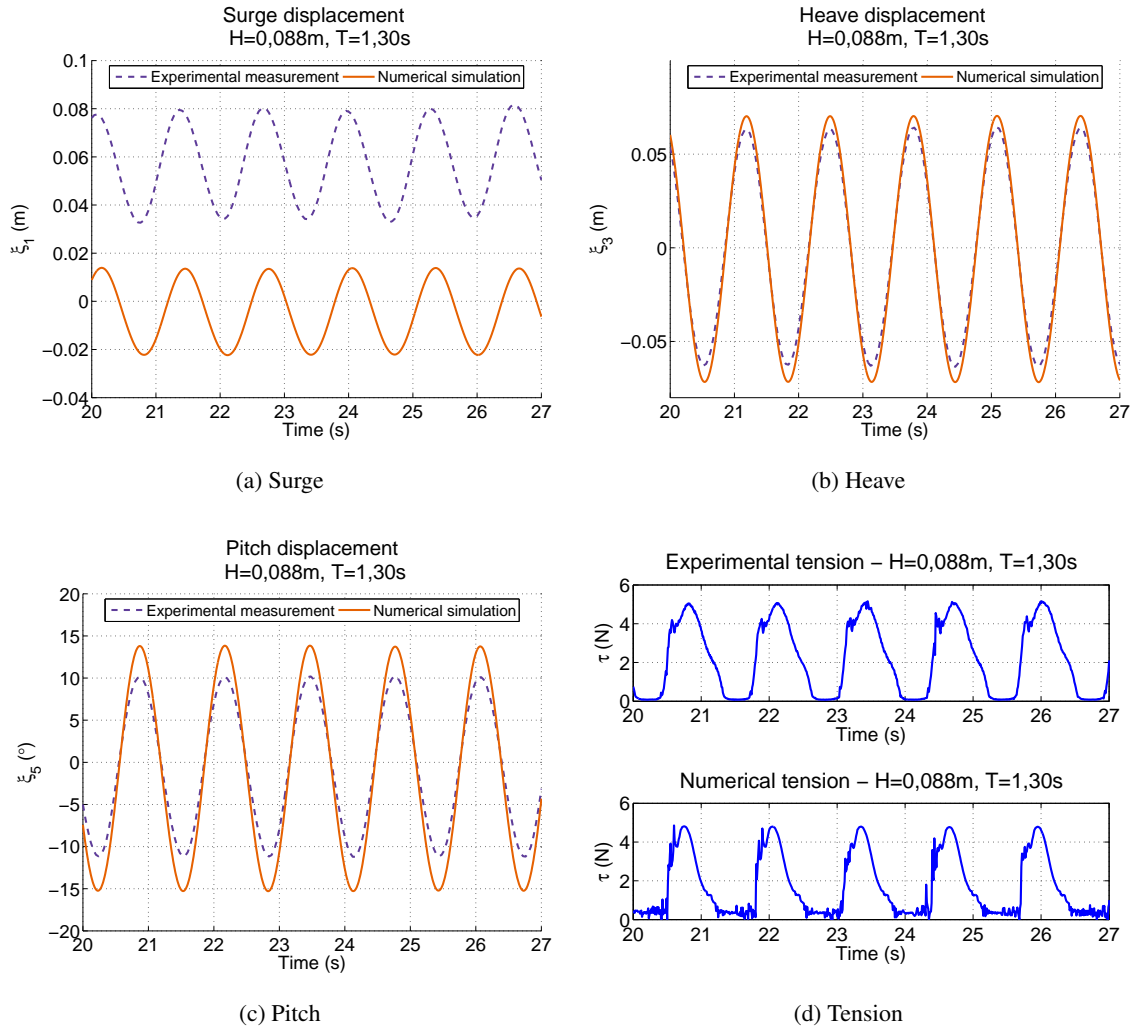 Surge displacement
H=0,088m, T=1,30s
Experimental measurement Numerical simulation
0.1
0.08
0.06
0.04
0.02
0
−0.02
−0.04
ξ1 (m)
20 21 22 23 24 25 26 27
Time (s)
(a) Surge
Heave displacement
H=0,088m, T=1,30s
Experimental measurement Numerical simulation
0.05
0
−0.05
ξ3 (m)
20 21 22 23 24 25 26 27
Time (s)
(b) Heave
Pitch displacement
H=0,088m, T=1,30s
Experimental measurement Numerical simulation
20
15
10
5
0
−5
−10
−15
−20
ξ5 (°)
20 21 22 23 24 25 26 27
Time (s)
(c) Pitch
Experimental tension − H=0,088m, T=1,30s
6
4
2
0
τ (N)
20 21 22 23 24 25 26 27
Time (s)
Numerical tension − H=0,088m, T=1,30s
6
4
2
0
τ (N)
20 21 22 23 24 25 26 27
Time (s)
(d) Tension